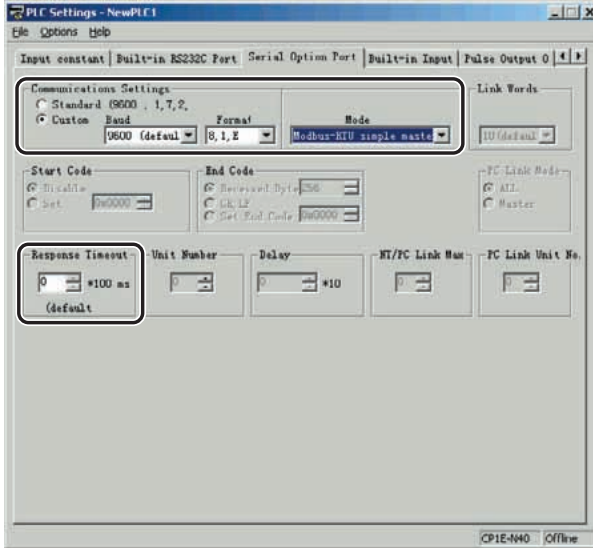 PLC Settings - NewPLC1
File Options Help
Input constant Built-in RS232C Port Serial Option Port Built-in Input Pulse Output 0
Communications Settings
Standard (9600 . 1,7,2,
Custom Baud Format Mode
9600 (defaul 8,1,E Modbus-RTU simple maste
Link Words
10 (defaul
Start Code
Disable
Set 0x0000
End Code
Received Byte 256
CR,LF
Set End Code 0x0000
PC Link Mode
ALL
Master
Response Timeout
0 *100 ms
(default
Unit Number
0
Delay
0 *10
NT/PC Link Max
0
PC Link Unit No.
0
CP1E-N40 Offline